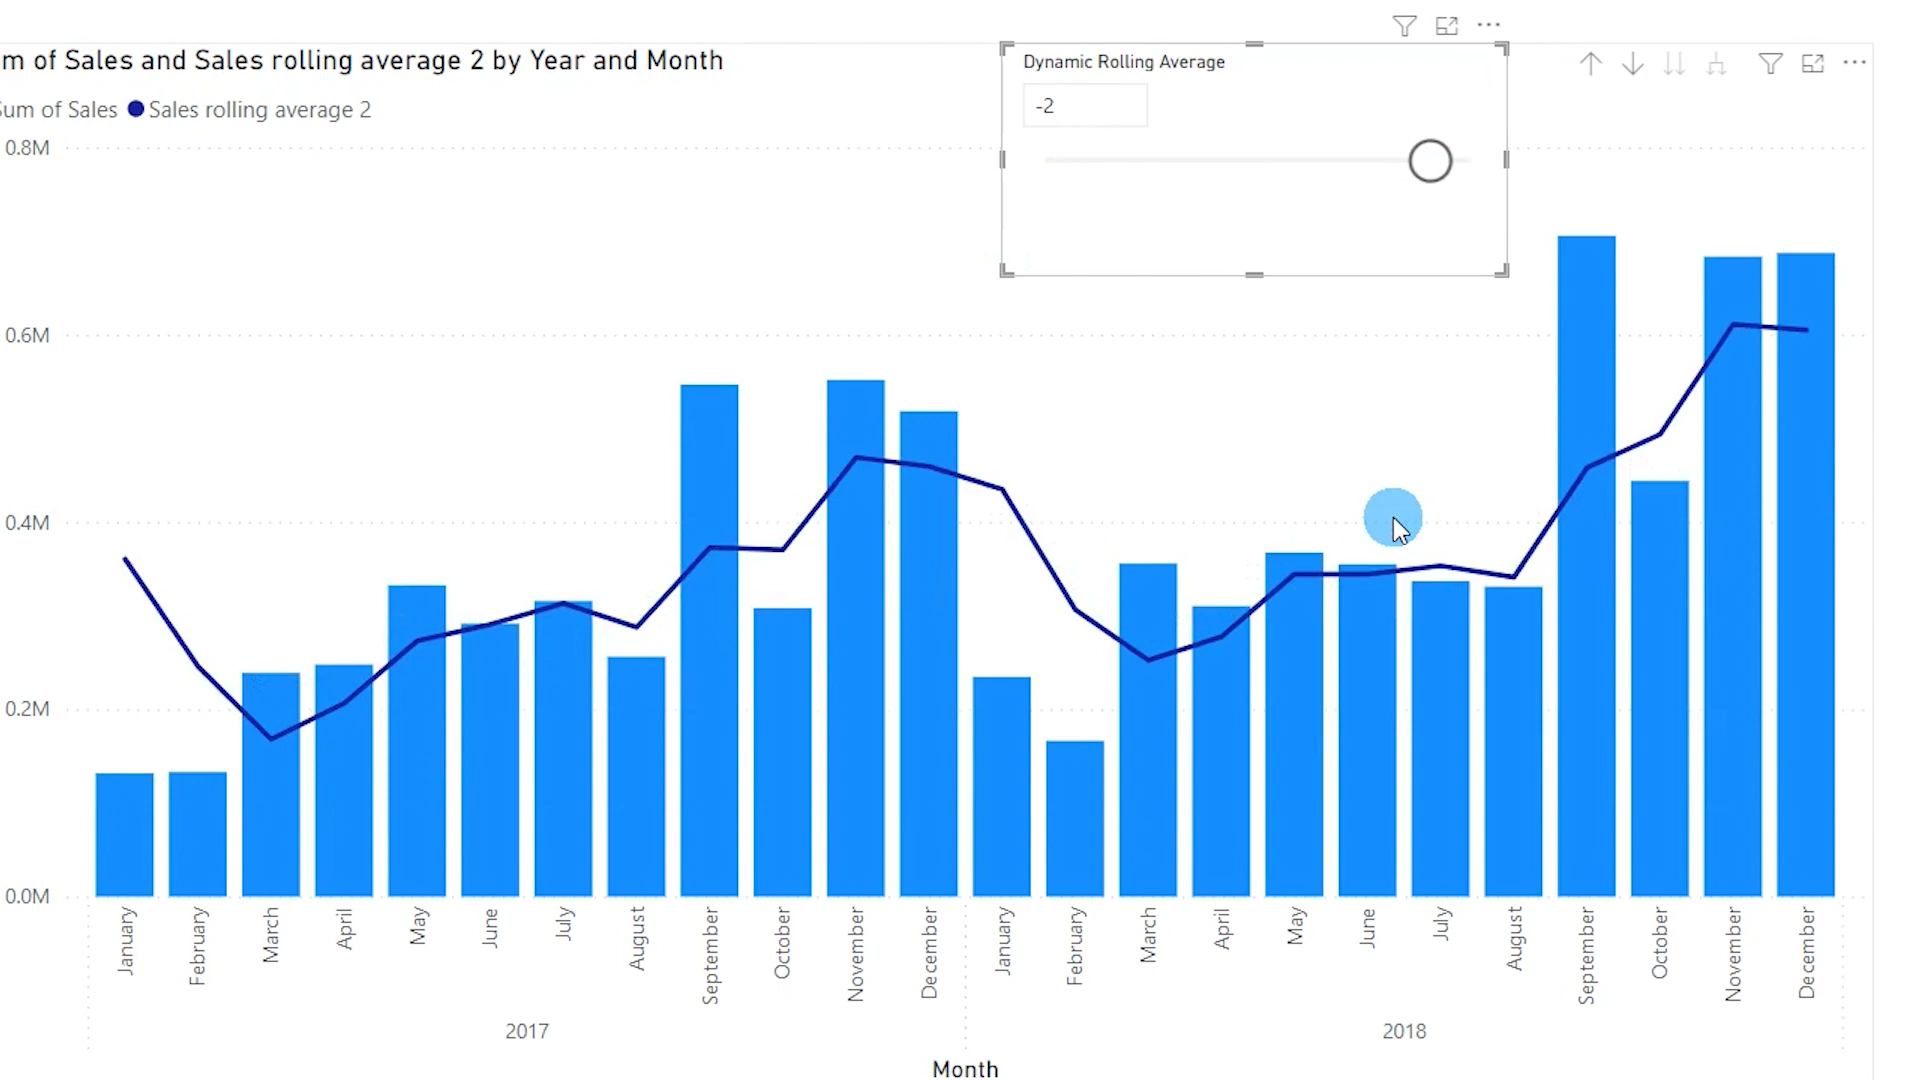 m of Sales and Sales rolling average 2 by Year and Month
Sum of Sales Sales rolling average 2
Dynamic Rolling Average
-2
0.8M
0.6M
0.4M
0.2M
0.0M
January February March April May June July August September October November December January February March April May June July August September October November December
2017 2018
Month